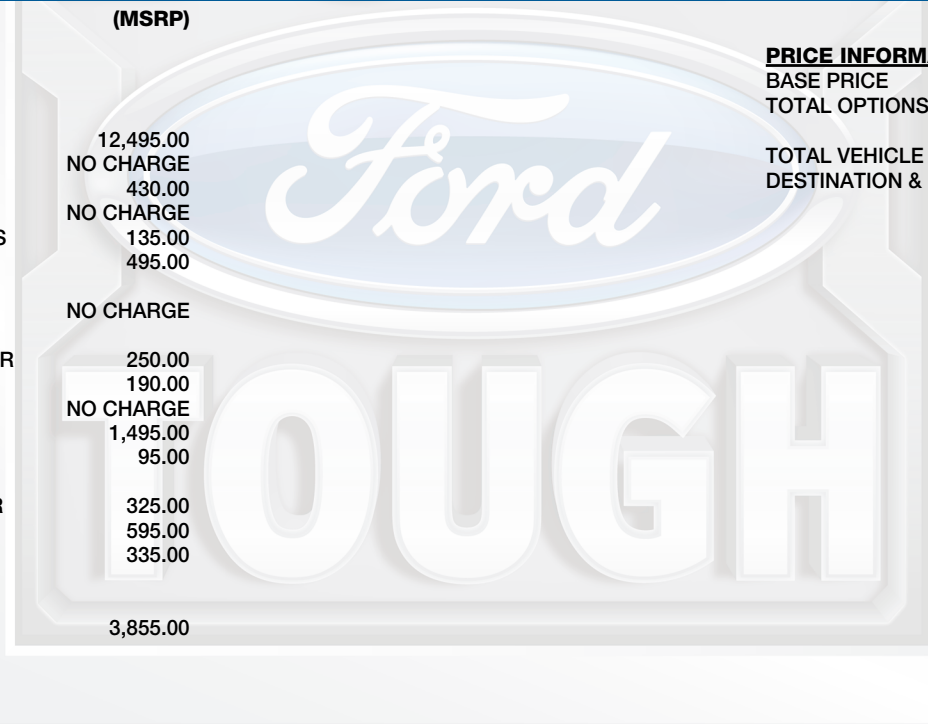 (MSRP)
12,495.00
NO CHARGE
430.00
NO CHARGE
S 135.00
495.00
NO CHARGE
R 250.00
190.00
NO CHARGE
1,495.00
95.00
R 325.00
595.00
335.00
3,855.00
PRICE INFORMA
BASE PRICE
TOTAL OPTIONS
TOTAL VEHICLE
DESTINATION &
Ford
TOUGH